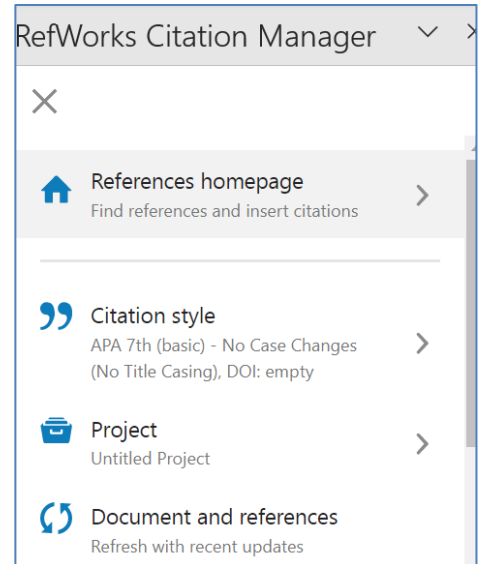 RefWorks Citation Manager
References homepage
Find references and insert citations
Citation style
APA 7th (basic) - No Case Changes
(No Title Casing), DOI: empty
Project
Untitled Project
Document and references
Refresh with recent updates